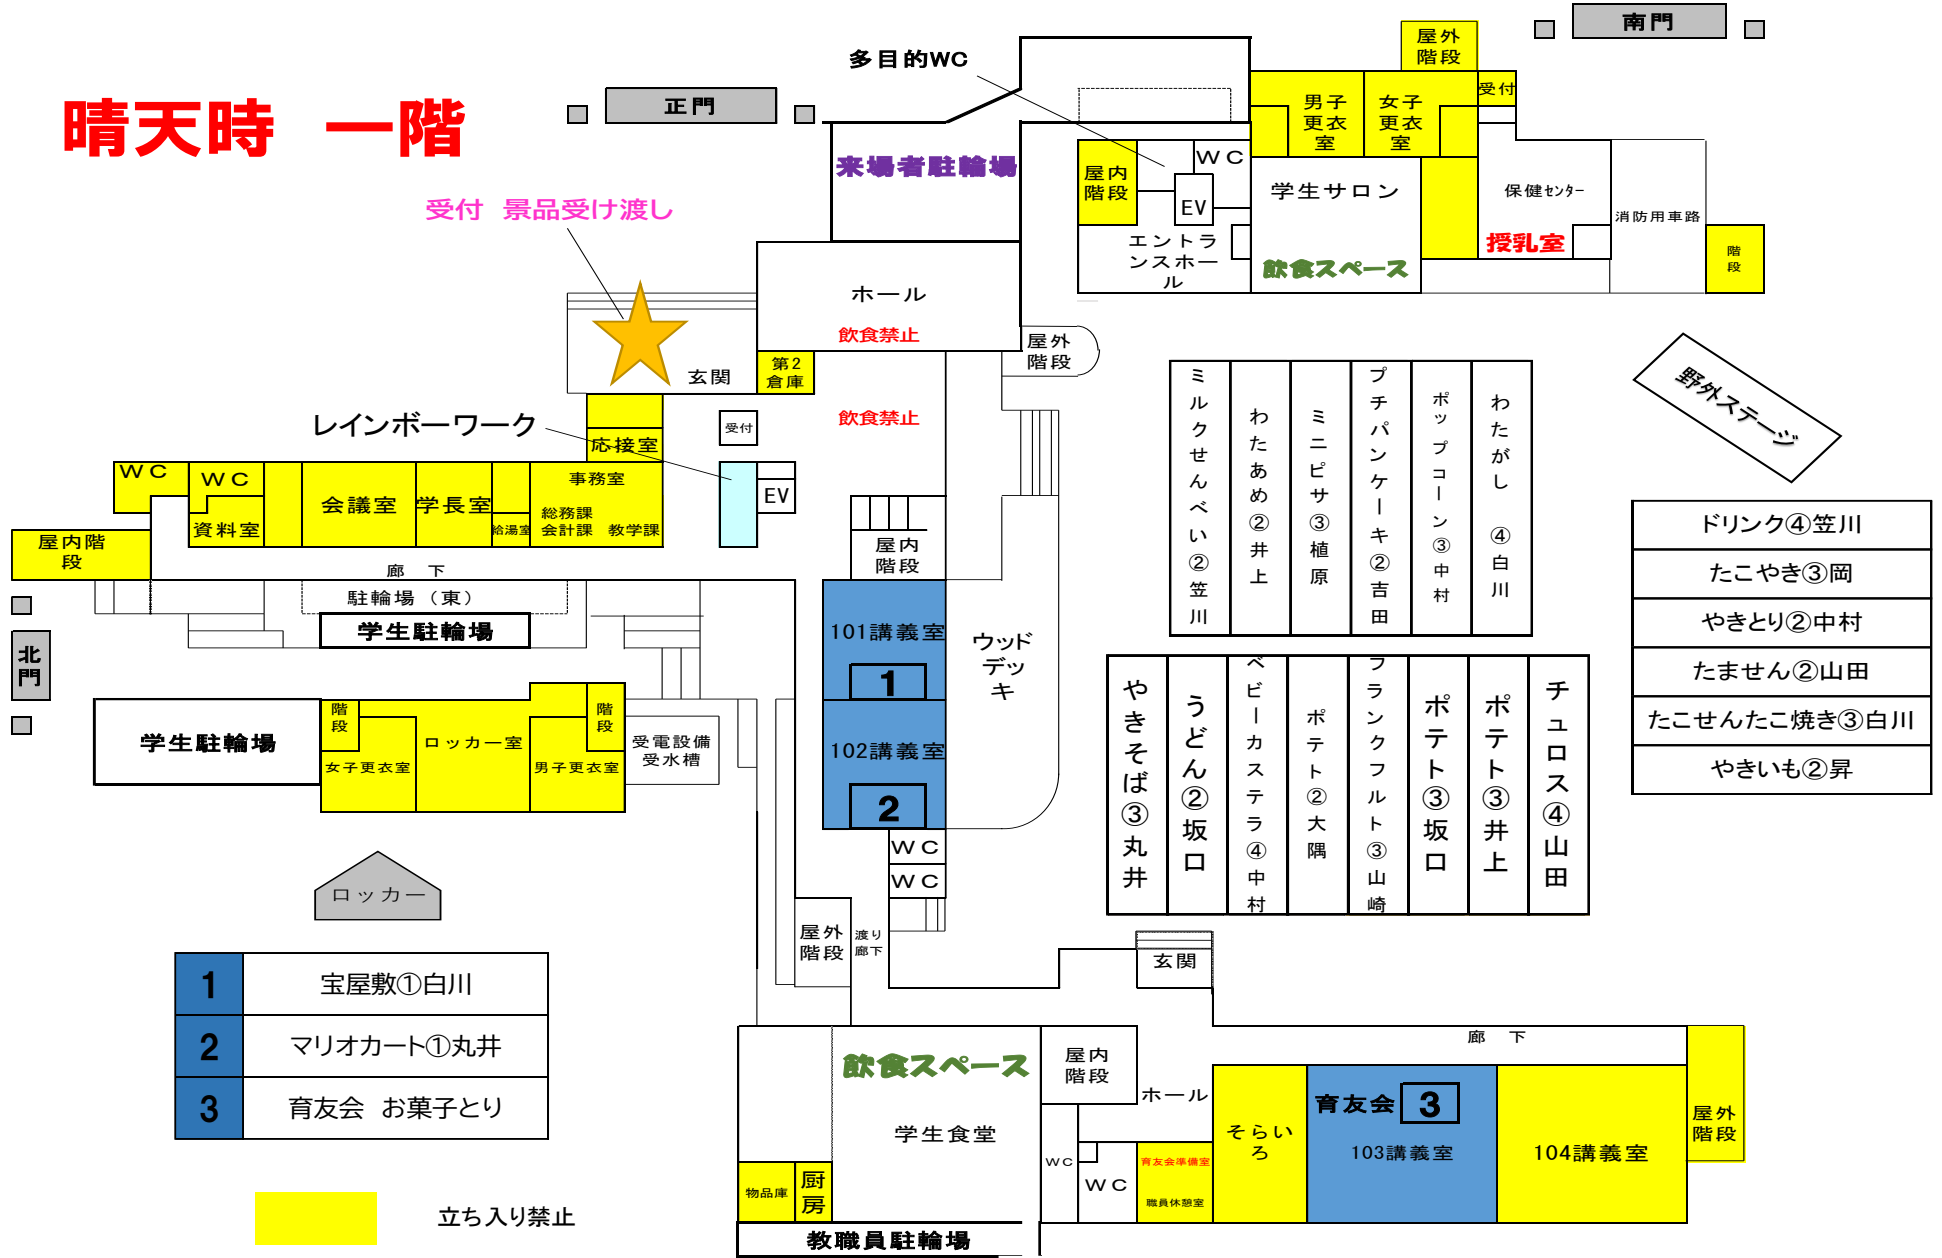 晴天時　一階
正門
南門
多目的WC
来場者駐輪場
受付　景品受け渡し
屋外
階段
男子
更衣
室
女子
更衣
室
受付
屋内
階段
WC
EV
学生サロン
保健センター
消防用車路
授乳室
階
段
エントラ
ンスホー
ル
飲食スペース
ホール
飲食禁止
屋外
階段
玄関
第2
倉庫
飲食禁止
レインボーワーク
受付
応接室
WC
WC
資料室
会議室
学長室
給湯室
事務室
総務課
会計課　教学課
EV
屋内階
段
廊　下
駐輪場（東）
学生駐輪場
屋内
階段
北
門
101講義室
1
102講義室
2
ウッド
デッ
キ
学生駐輪場
階
段
女子更衣室
ロッカー室
階
段
男子更衣室
受電設備
受水槽
WC
WC
屋外
階段
渡り
廊下
ロッカー
野外ステージ
ミルクせんべい②笠川
わたあめ②井上
ミニピザ③植原
プチパンケーキ②吉田
ポップコーン③中村
わたがし　④白川
ドリンク④笠川
たこやき③岡
やきとり②中村
たません②山田
たこせんたこ焼き③白川
やきいも②昇
やきそば③丸井
うどん②坂口
ベビーカステラ④中村
ポテト②大隅
フランクフルト③山崎
ポテト③坂口
ポテト③井上
チュロス④山田
1　宝屋敷①白川
2　マリオカート①丸井
3　育友会　お菓子とり
立ち入り禁止
玄関
廊　下
飲食スペース
学生食堂
屋内
階段
ホール
WC
WC
育友会準備室
職員休憩室
そらい
ろ
育友会 3
103講義室
104講義室
屋外
階段
物品庫
厨
房
教職員駐輪場